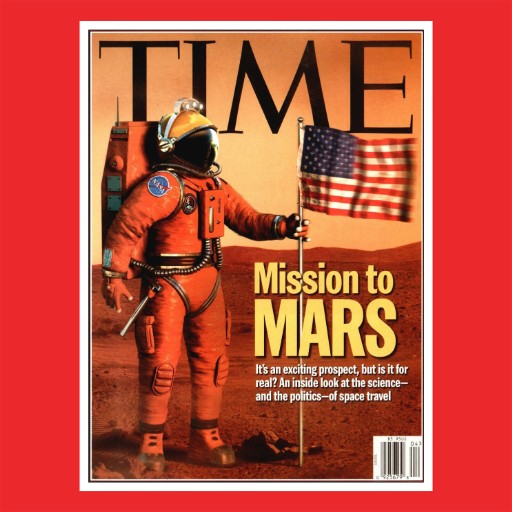 TIME
NASA
Mission to
MARS
It's an exciting prospect, but is it for
real? An inside look at the science—
and the politics—of space travel